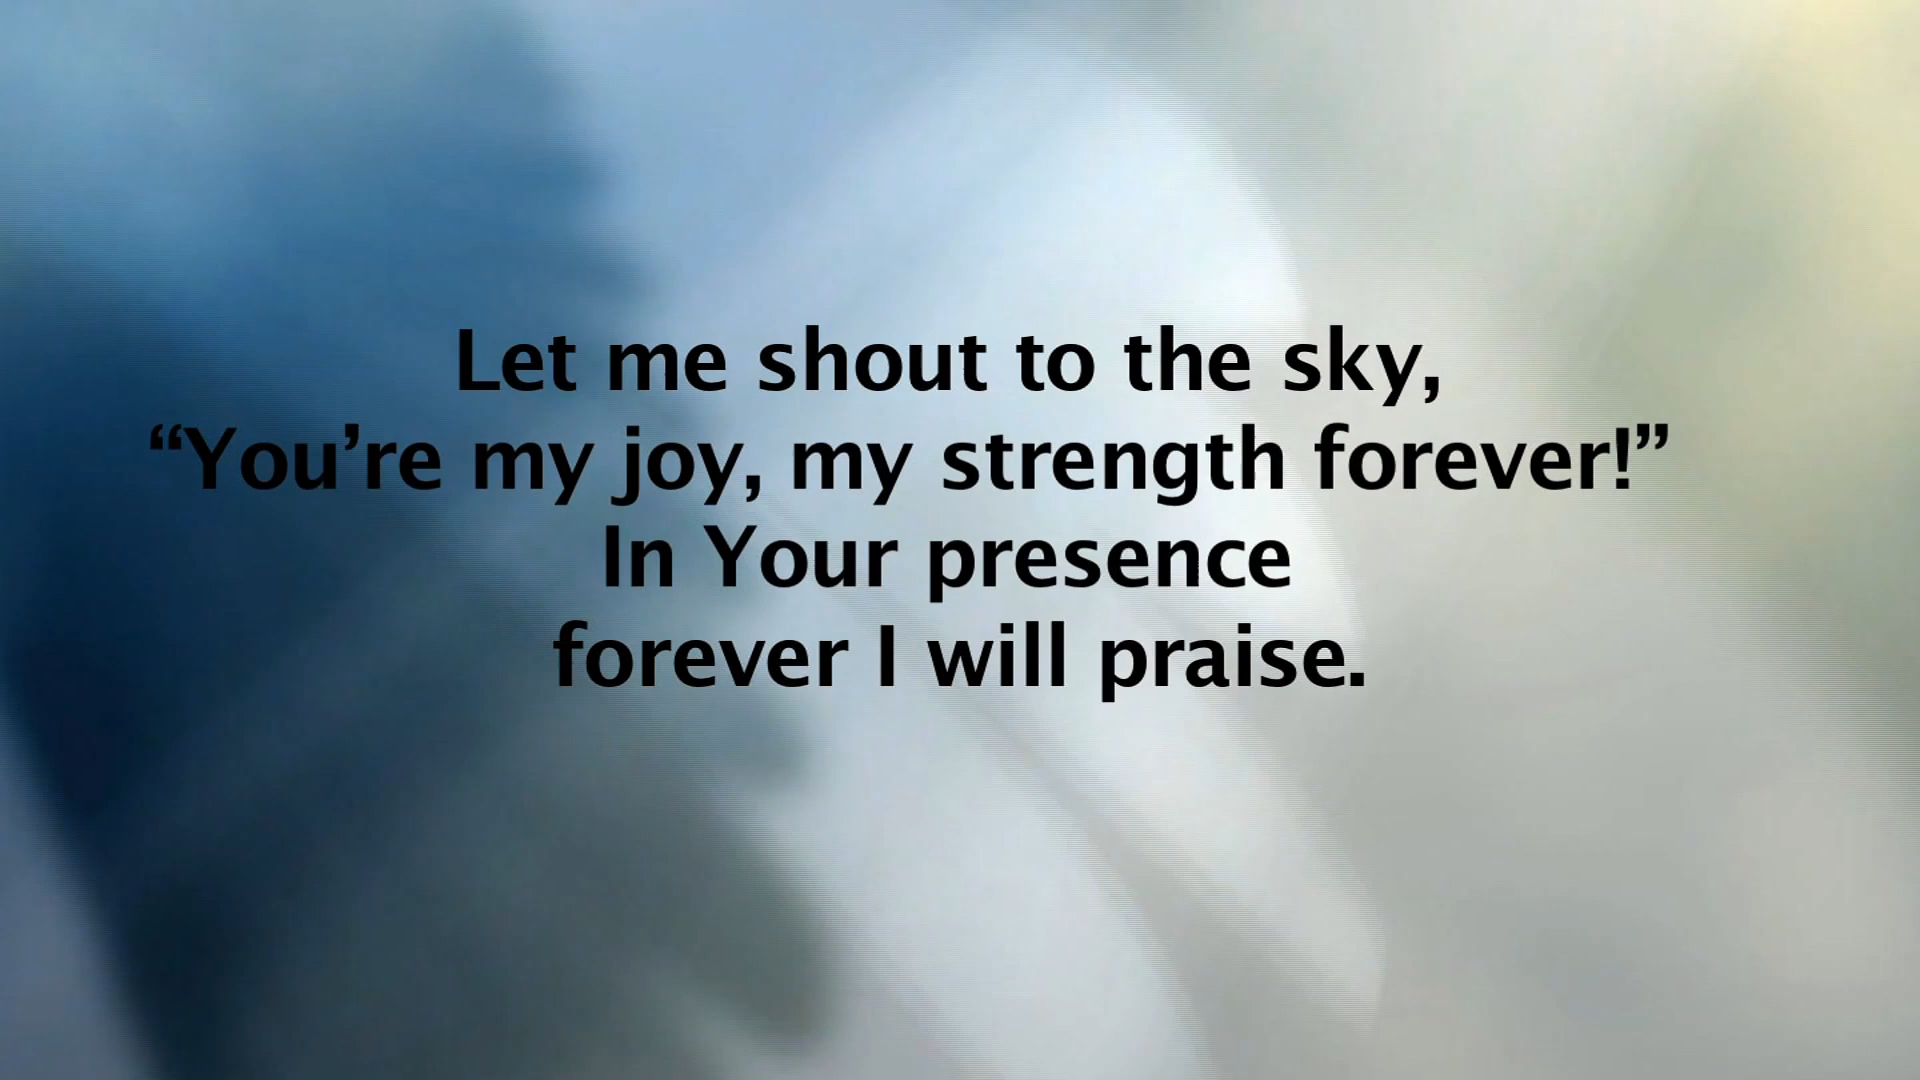 Let me shout to the sky,
“You’re my joy, my strength forever!”
In Your presence
forever I will praise.